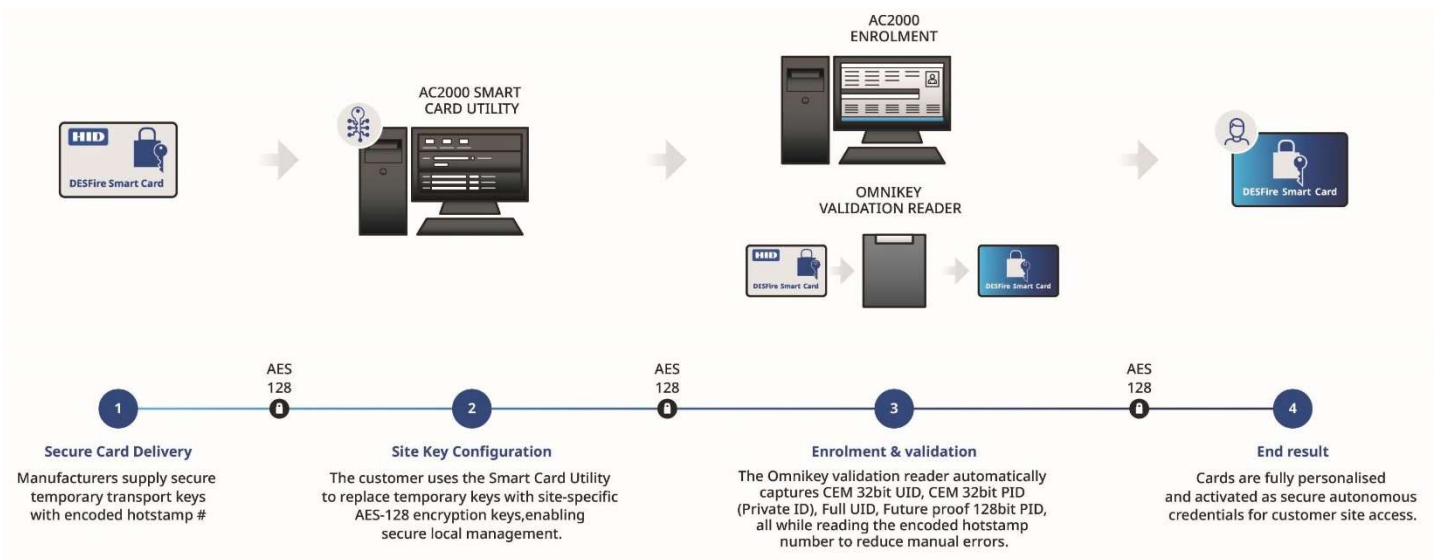 AC2000
ENROLMENT
AC2000 SMART
CARD UTILITY
HID
DESFire Smart Card
DESFire Smart Card
OMNIKEY
VALIDATION READER
HID
DESFire Smart Card
DESFire Smart Card
AES
128
AES
128
AES
128
1
2
3
4
Secure Card Delivery
Manufacturers supply secure
temporary transport keys
with encoded hotstamp #
Site Key Configuration
The customer uses the Smart Card Utility
to replace temporary keys with site-specific
AES-128 encryption keys,enabling
secure local management.
Enrolment & validation
The Omnikey validation reader automatically
captures CEM 32bit UID, CEM 32bit PID
(Private ID), Full UID, Future proof 128bit PID,
all while reading the encoded hotstamp
number to reduce manual errors.
End result
Cards are fully personalised
and activated as secure autonomous
credentials for customer site access.